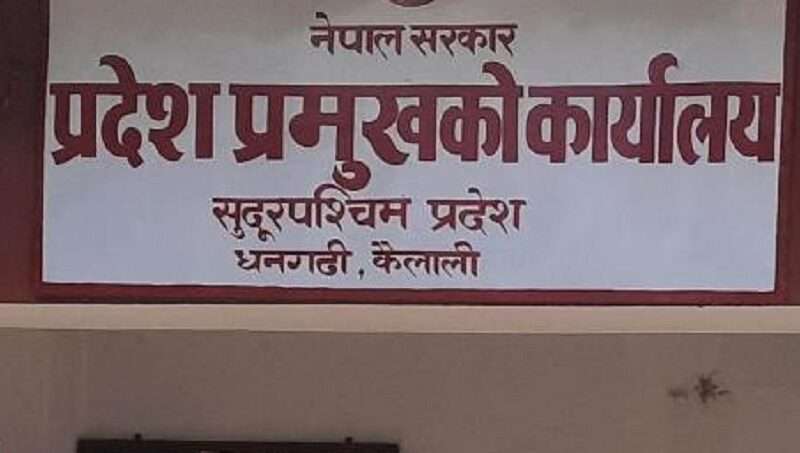 नेपाल सरकार
प्रदेश प्रमुखको कार्यालय
सुदूरपश्चिम प्रदेश
धनगढी, कैलाली